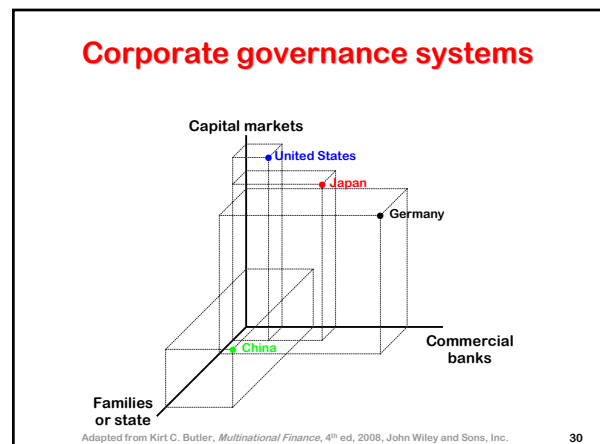 Corporate governance systems
Capital markets
United States
Japan
Germany
Commercial
banks
China
Families
or state
Adapted from Kirt C. Butler, Multinational Finance, 4th ed, 2008, John Wiley and Sons, Inc.
30